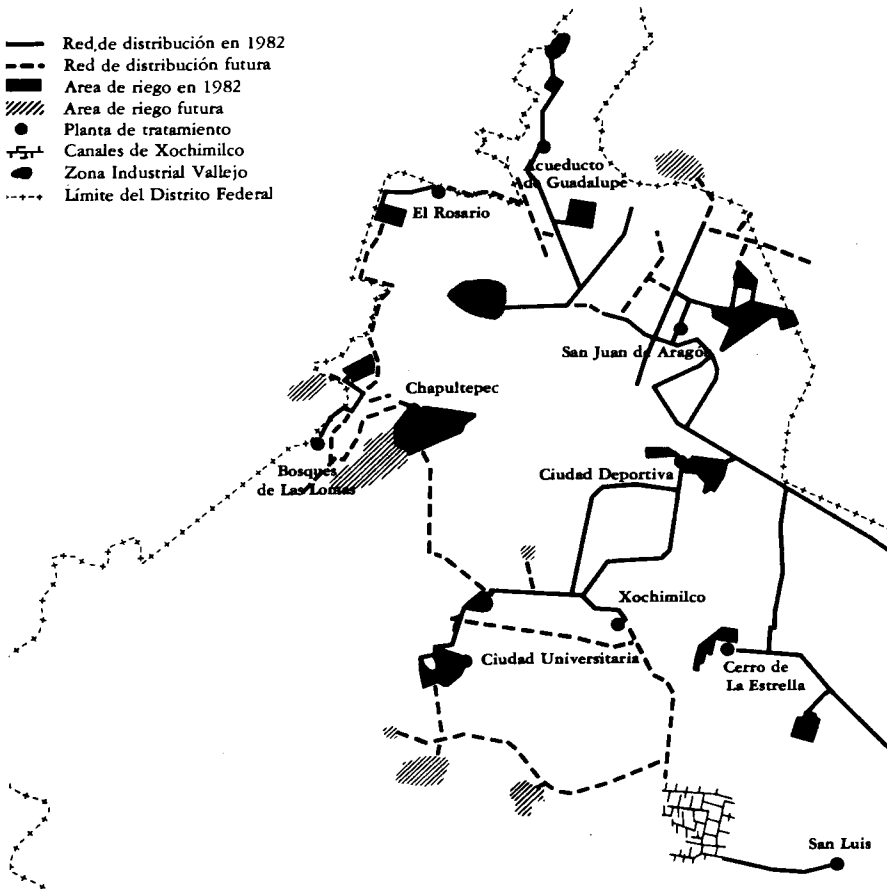 Red de distribución en 1982
Red de distribución futura
Area de riego en 1982
Area de riego futura
Planta de tratamiento
Canales de Xochimilco
Zona Industrial Vallejo
Límite del Distrito Federal
Acueducto
de Guadalupe
El Rosario
San Juan de Aragón
Chapultepec
Bosques
de Las Lomas
Ciudad Deportiva
Xochimilco
Ciudad Universitaria
Cerro de
La Estrella
San Luis